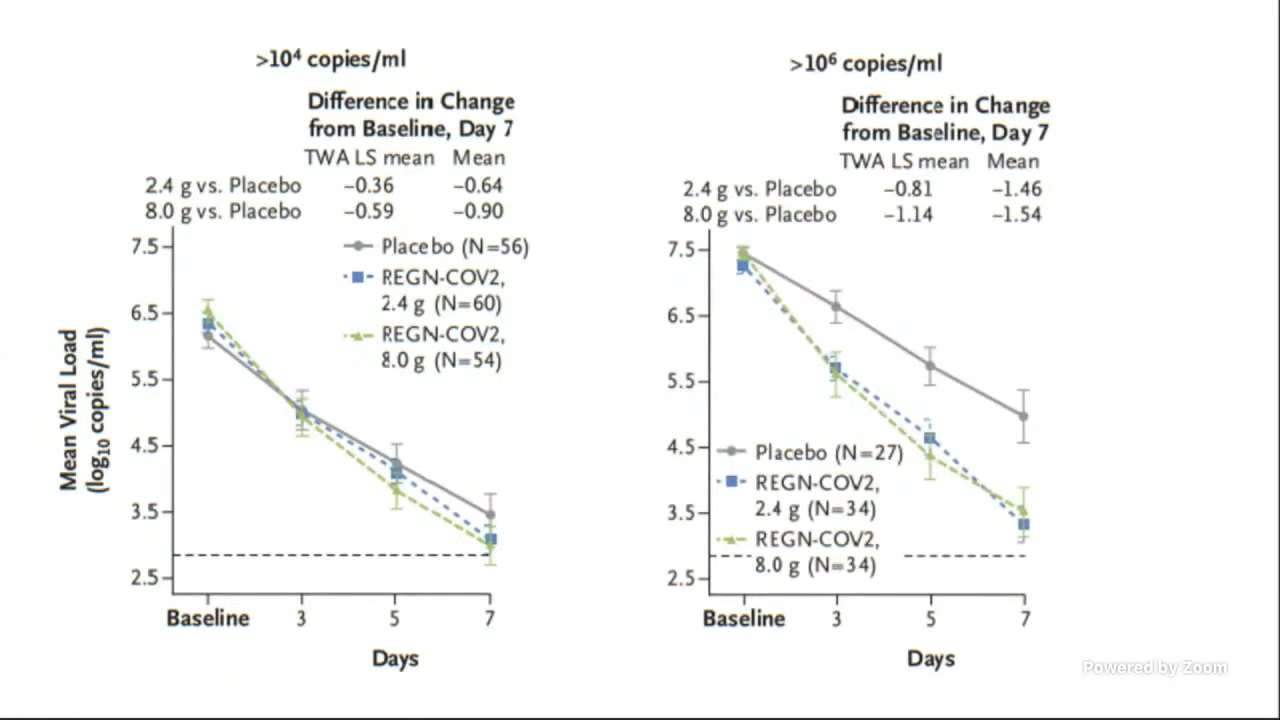 >10⁴ copies/ml
Difference in Change
from Baseline, Day 7
TWA LS mean Mean
2.4 g vs. Placebo −0.36 −0.64
8.0 g vs. Placebo −0.59 −0.90
Placebo (N=56)
REGN-COV2,
2.4 g (N=60)
REGN-COV2,
8.0 g (N=54)
Mean Viral Load
(log₁₀ copies/ml)
7.5
6.5
5.5
4.5
3.5
2.5
Baseline 3 5 7
Days
>10⁶ copies/ml
Difference in Change
from Baseline, Day 7
TWA LS mean Mean
2.4 g vs. Placebo −0.81 −1.46
8.0 g vs. Placebo −1.14 −1.54
7.5
6.5
5.5
4.5
3.5
2.5
Placebo (N=27)
REGN-COV2,
2.4 g (N=34)
REGN-COV2,
8.0 g (N=34)
Baseline 3 5 7
Days
Powered by Zoom